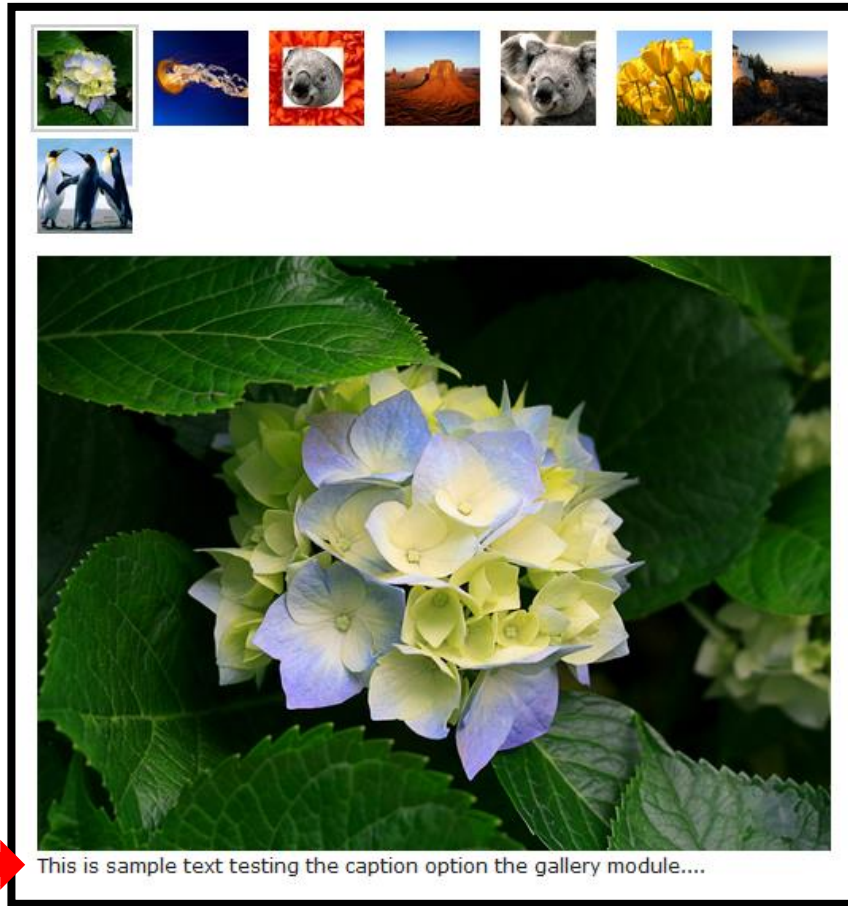 This is sample text testing the caption option the gallery module....